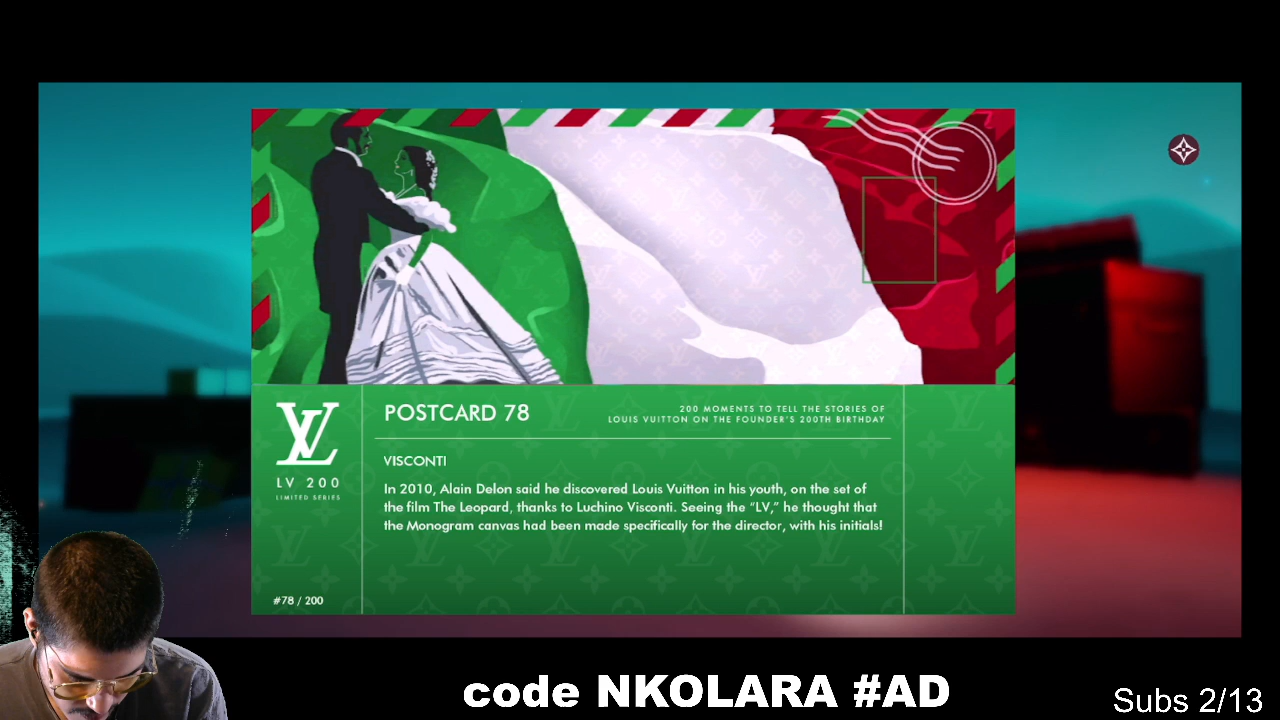 POSTCARD 78
200 MOMENTS TO TELL THE STORIES OF
LOUIS VUITTON ON THE FOUNDER'S 200TH BIRTHDAY
LV
LV 200
LIMITED SERIES
VISCONTI
In 2010, Alain Delon said he discovered Louis Vuitton in his youth, on the set of
the film The Leopard, thanks to Luchino Visconti. Seeing the “LV,” he thought that
the Monogram canvas had been made specifically for the director, with his initials!
#78 / 200
code NKOLARA #AD
Subs 2/13